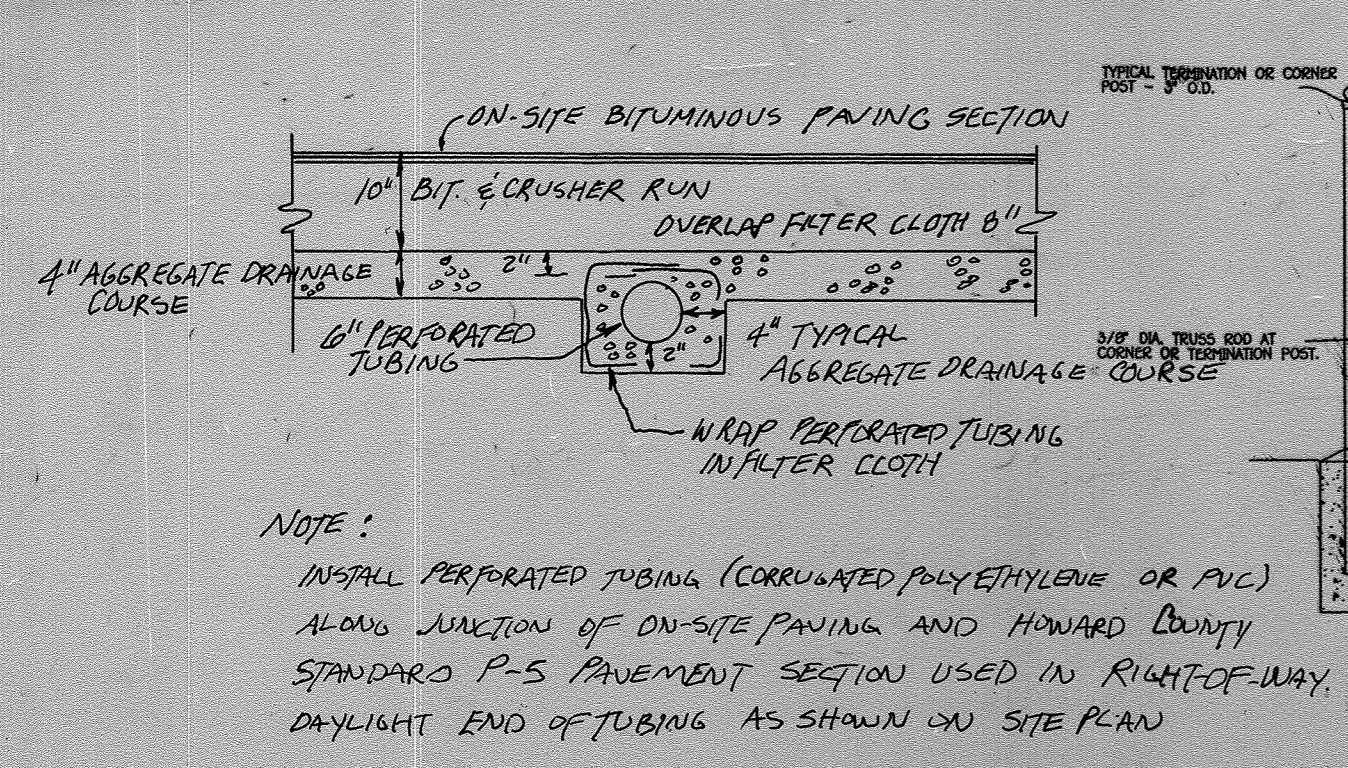 TYPICAL TERMINATION OR CORNER
POST - 3" O.D.
ON-SITE BITUMINOUS PAVING SECTION
10" BIT. & CRUSHER RUN
OVERLAP FILTER CLOTH 8"
4" AGGREGATE DRAINAGE
COURSE
2"
6" PERFORATED
TUBING
2"
4" TYPICAL
AGGREGATE DRAINAGE COURSE
3/8" DIA. TRUSS ROD AT
CORNER OR TERMINATION POST.
WRAP PERFORATED TUBING
IN FILTER CLOTH
NOTE:
INSTALL PERFORATED TUBING (CORRUGATED POLYETHYLENE OR PVC)
ALONG JUNCTION OF ON-SITE PAVING AND HOWARD COUNTY
STANDARD P-5 PAVEMENT SECTION USED IN RIGHT-OF-WAY.
DAYLIGHT END OF TUBING AS SHOWN ON SITE PLAN